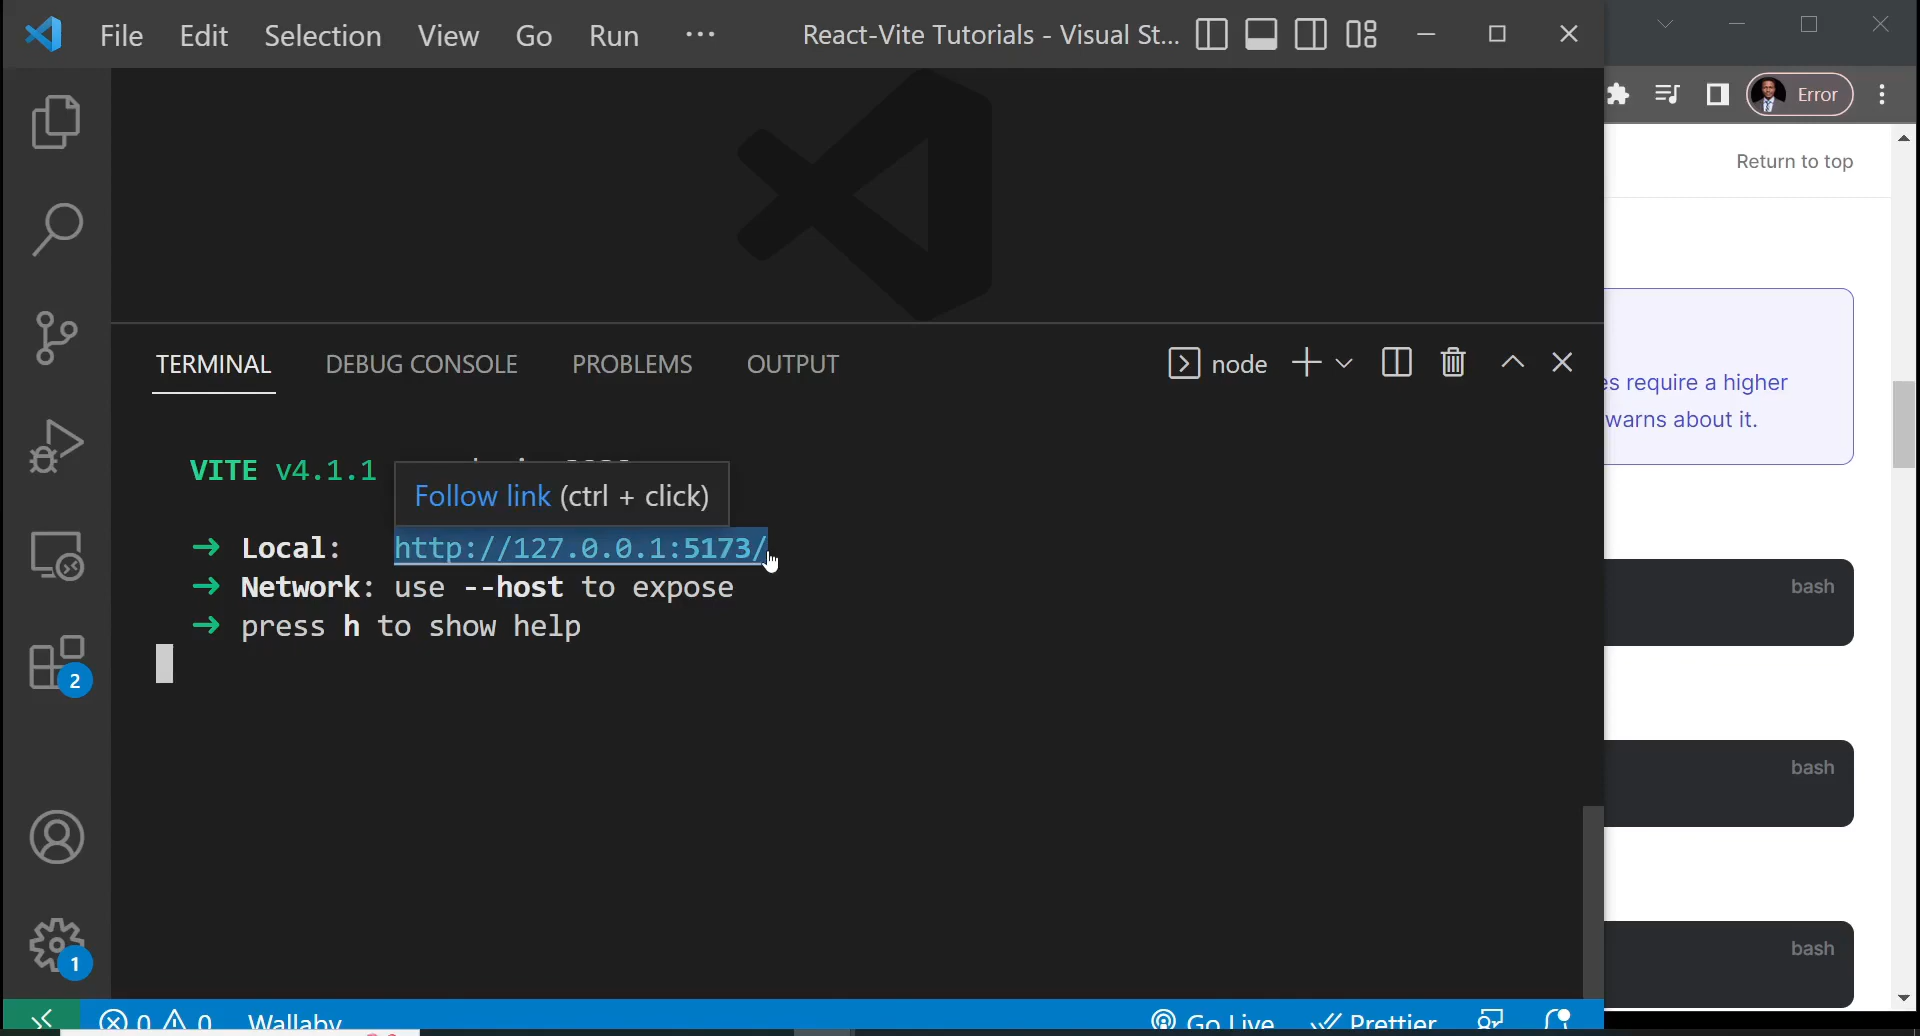 File Edit Selection View Go Run ··· React-Vite Tutorials - Visual St...
Error
Return to top
TERMINAL DEBUG CONSOLE PROBLEMS OUTPUT node
es require a higher
warns about it.
VITE v4.1.1
Follow link (ctrl + click)
➜ Local: http://127.0.0.1:5173/
➜ Network: use --host to expose
➜ press h to show help
bash
2
bash
bash
1
0 0 Wallaby Go Live Prettier